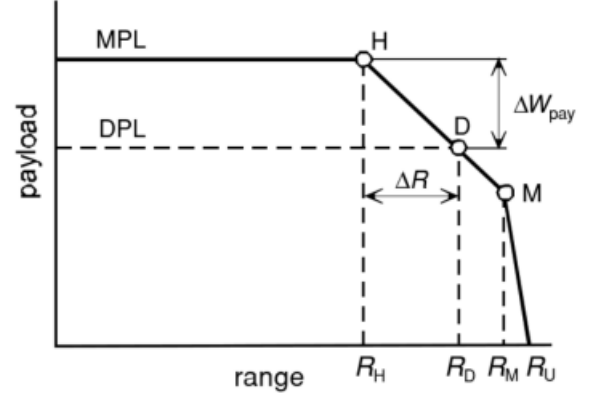 MPL
H
ΔW_pay
DPL
D
ΔR
M
payload
range
R_H
R_D
R_M
R_U